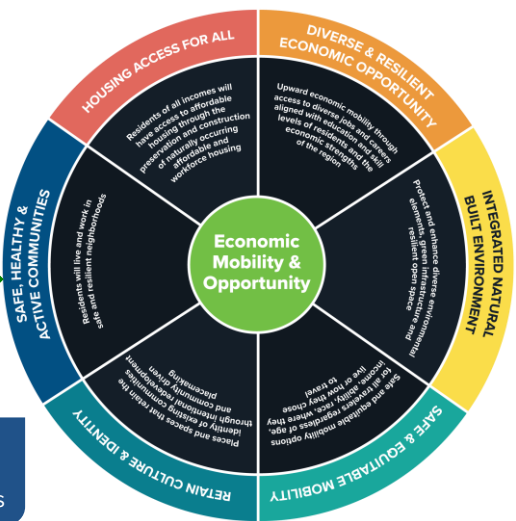 HOUSING ACCESS FOR ALL
Residents of all incomes will
have access to affordable
housing through the
preservation and construction
of naturally occurring
affordable and
workforce housing
DIVERSE & RESILIENT
ECONOMIC OPPORTUNITY
Upward economic mobility through
access to diverse jobs and careers
aligned with education and skill
levels of residents and the
economic strengths
of the region
INTEGRATED NATURAL
BUILT ENVIRONMENT
Protect and enhance diverse environmental
elements, green infrastructure and
resilient open space
SAFE & EQUITABLE MOBILITY
Safe and equitable mobility options
for all travelers regardless of age,
income, ability, race, where they
live or how they chose
to travel
RETAIN CULTURE & IDENTITY
Places and spaces that retain the
identity of existing communities
through intentional redevelopment
and community driven
placemaking
SAFE, HEALTHY &
ACTIVE COMMUNITIES
Residents will live and work in
safe and resilient neighborhoods
Economic
Mobility &
Opportunity